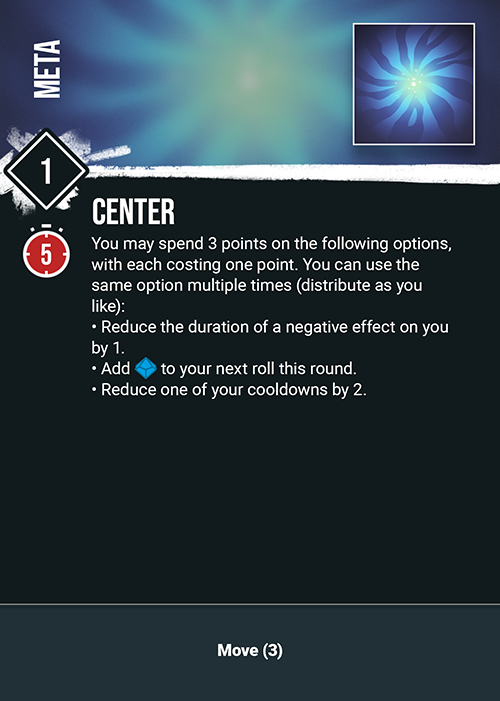 META
1
CENTER
5
You may spend 3 points on the following options,
with each costing one point. You can use the
same option multiple times (distribute as you
like):
• Reduce the duration of a negative effect on you
by 1.
• Add to your next roll this round.
• Reduce one of your cooldowns by 2.
Move (3)